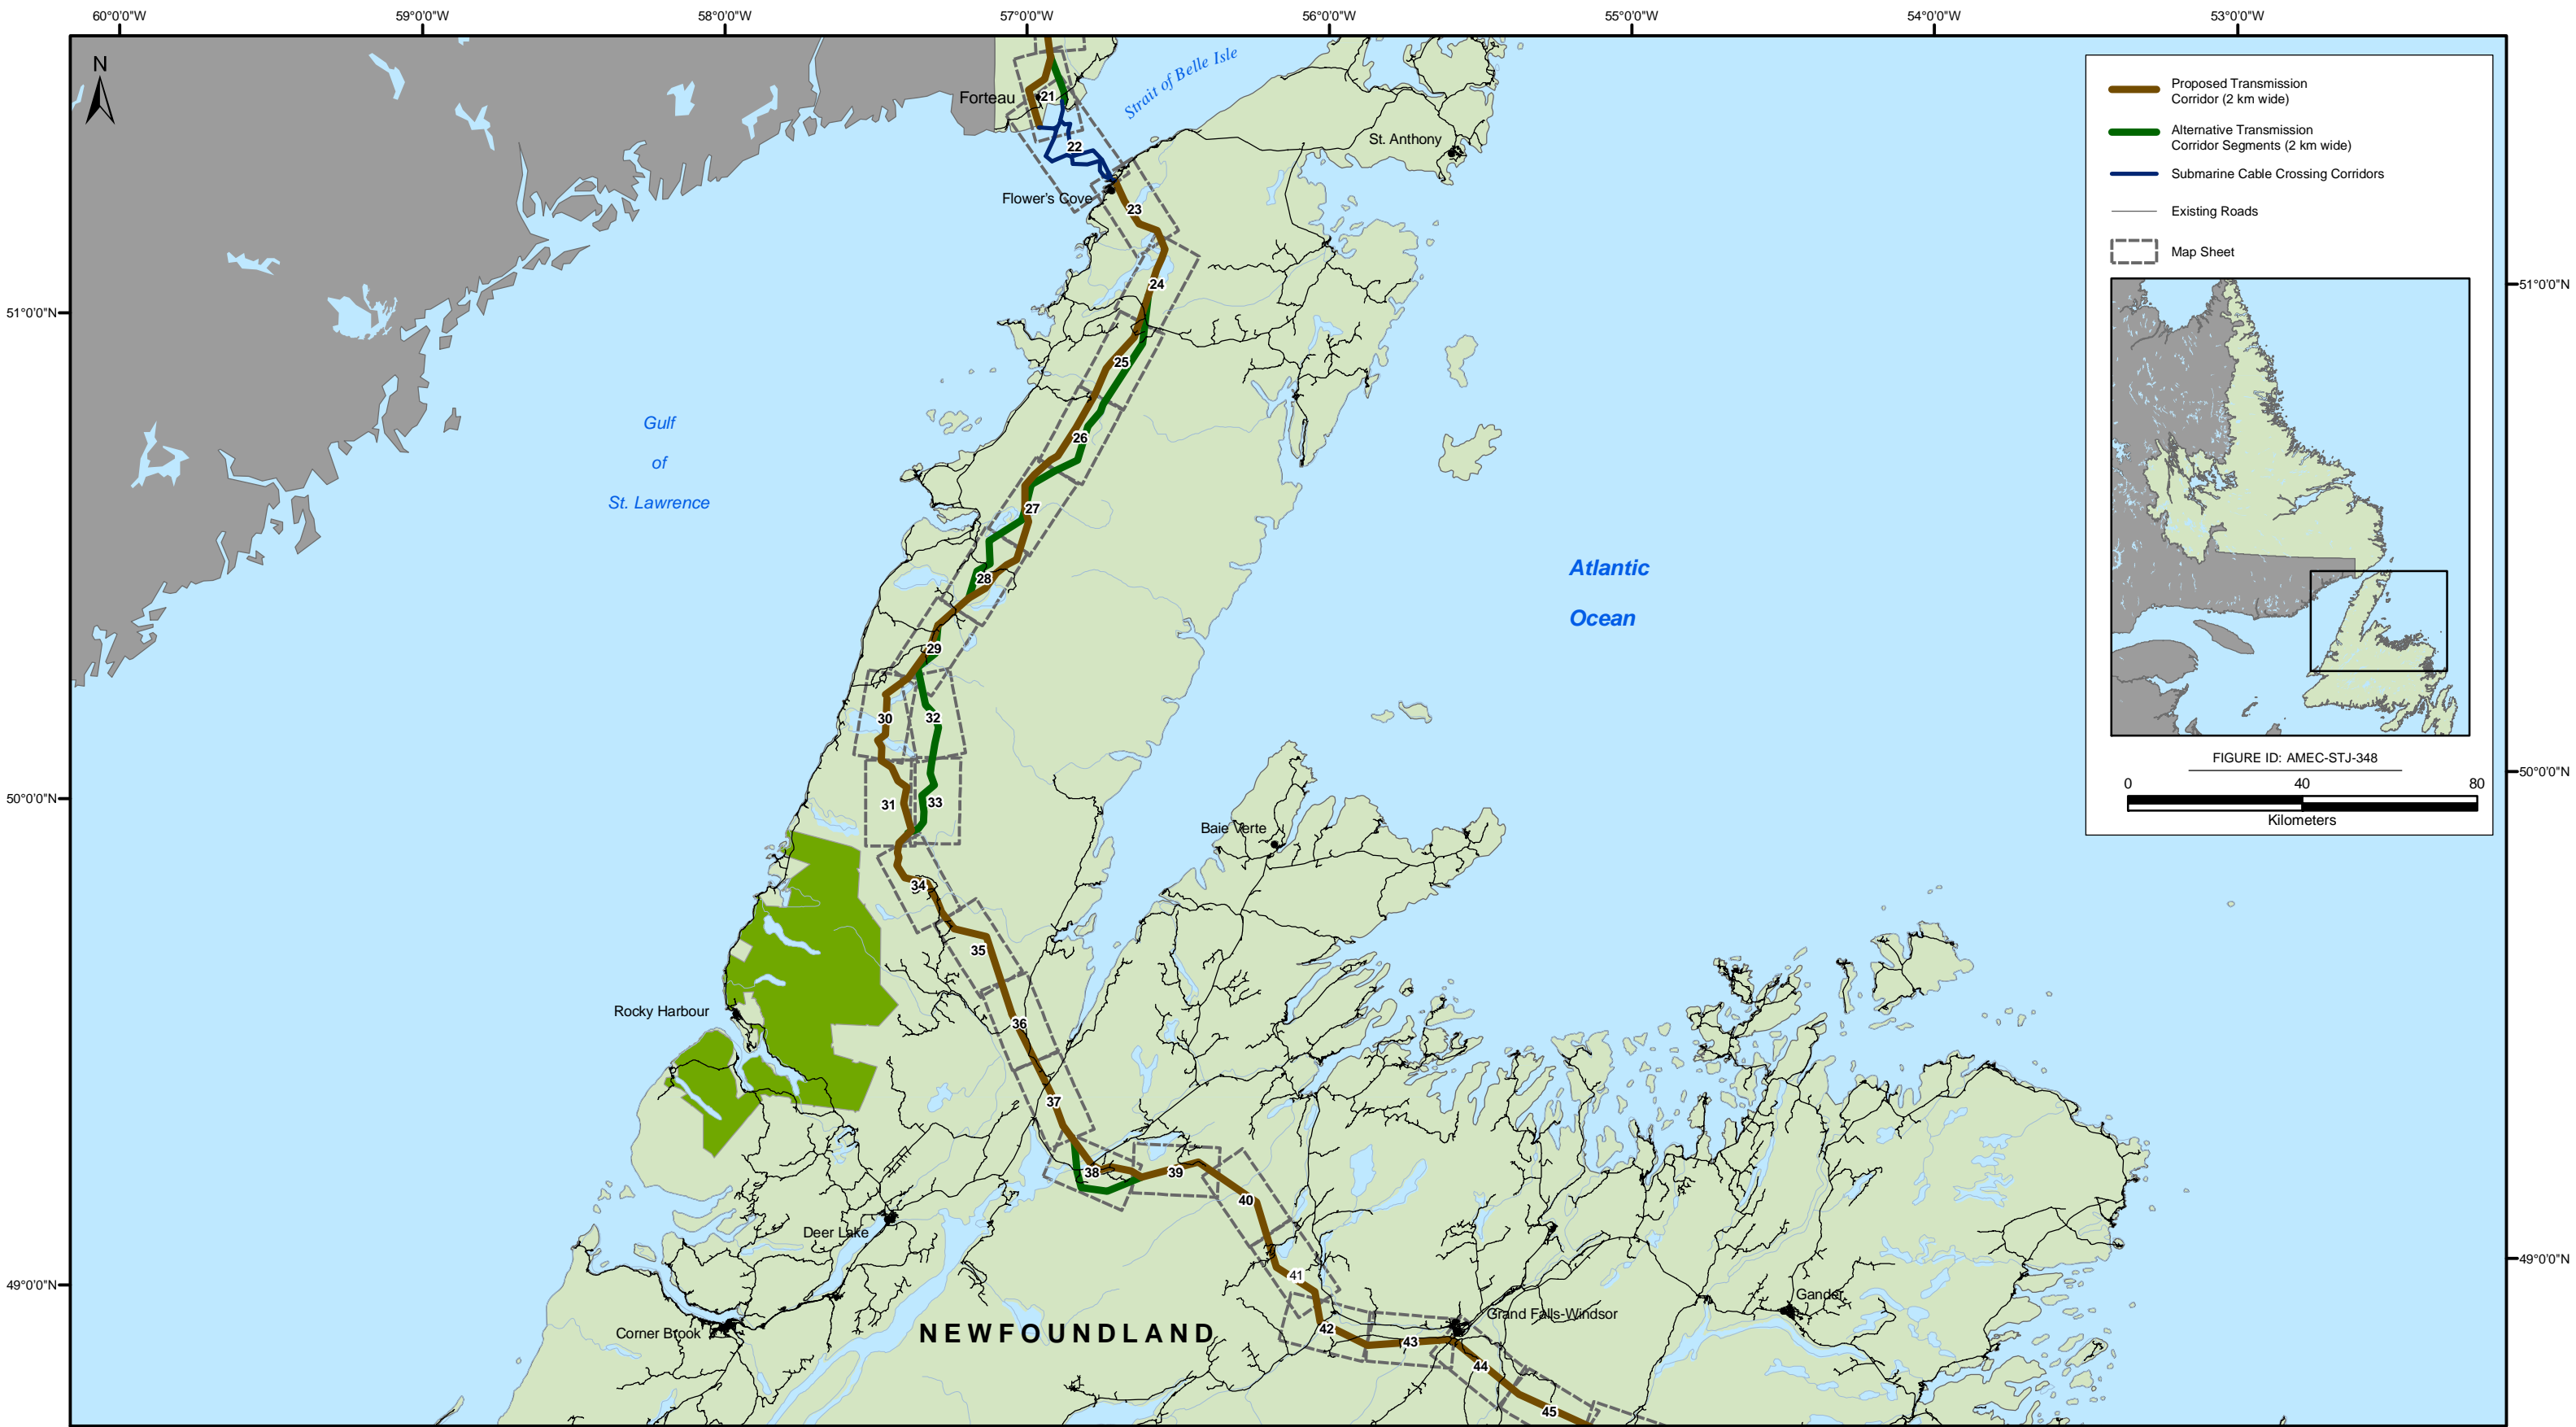 60°0'0"W
59°0'0"W
58°0'0"W
57°0'0"W
56°0'0"W
55°0'0"W
54°0'0"W
53°0'0"W
N
Forteau
21
Strait of Belle Isle
22
St. Anthony
Flower's Cove
23
51°0'0"N
24
51°0'0"N
25
Gulf
of
St. Lawrence
26
27
Atlantic
Ocean
28
29
30
32
50°0'0"N
31
33
50°0'0"N
Baie Verte
34
35
Rocky Harbour
36
37
38
39
40
Deer Lake
41
49°0'0"N
49°0'0"N
Corner Brook
NEWFOUNDLAND
42
43
Grand Falls-Windsor
Gander
44
45
Proposed Transmission
Corridor (2 km wide)
Alternative Transmission
Corridor Segments (2 km wide)
Submarine Cable Crossing Corridors
Existing Roads
Map Sheet
FIGURE ID: AMEC-STJ-348
0 40 80
Kilometers